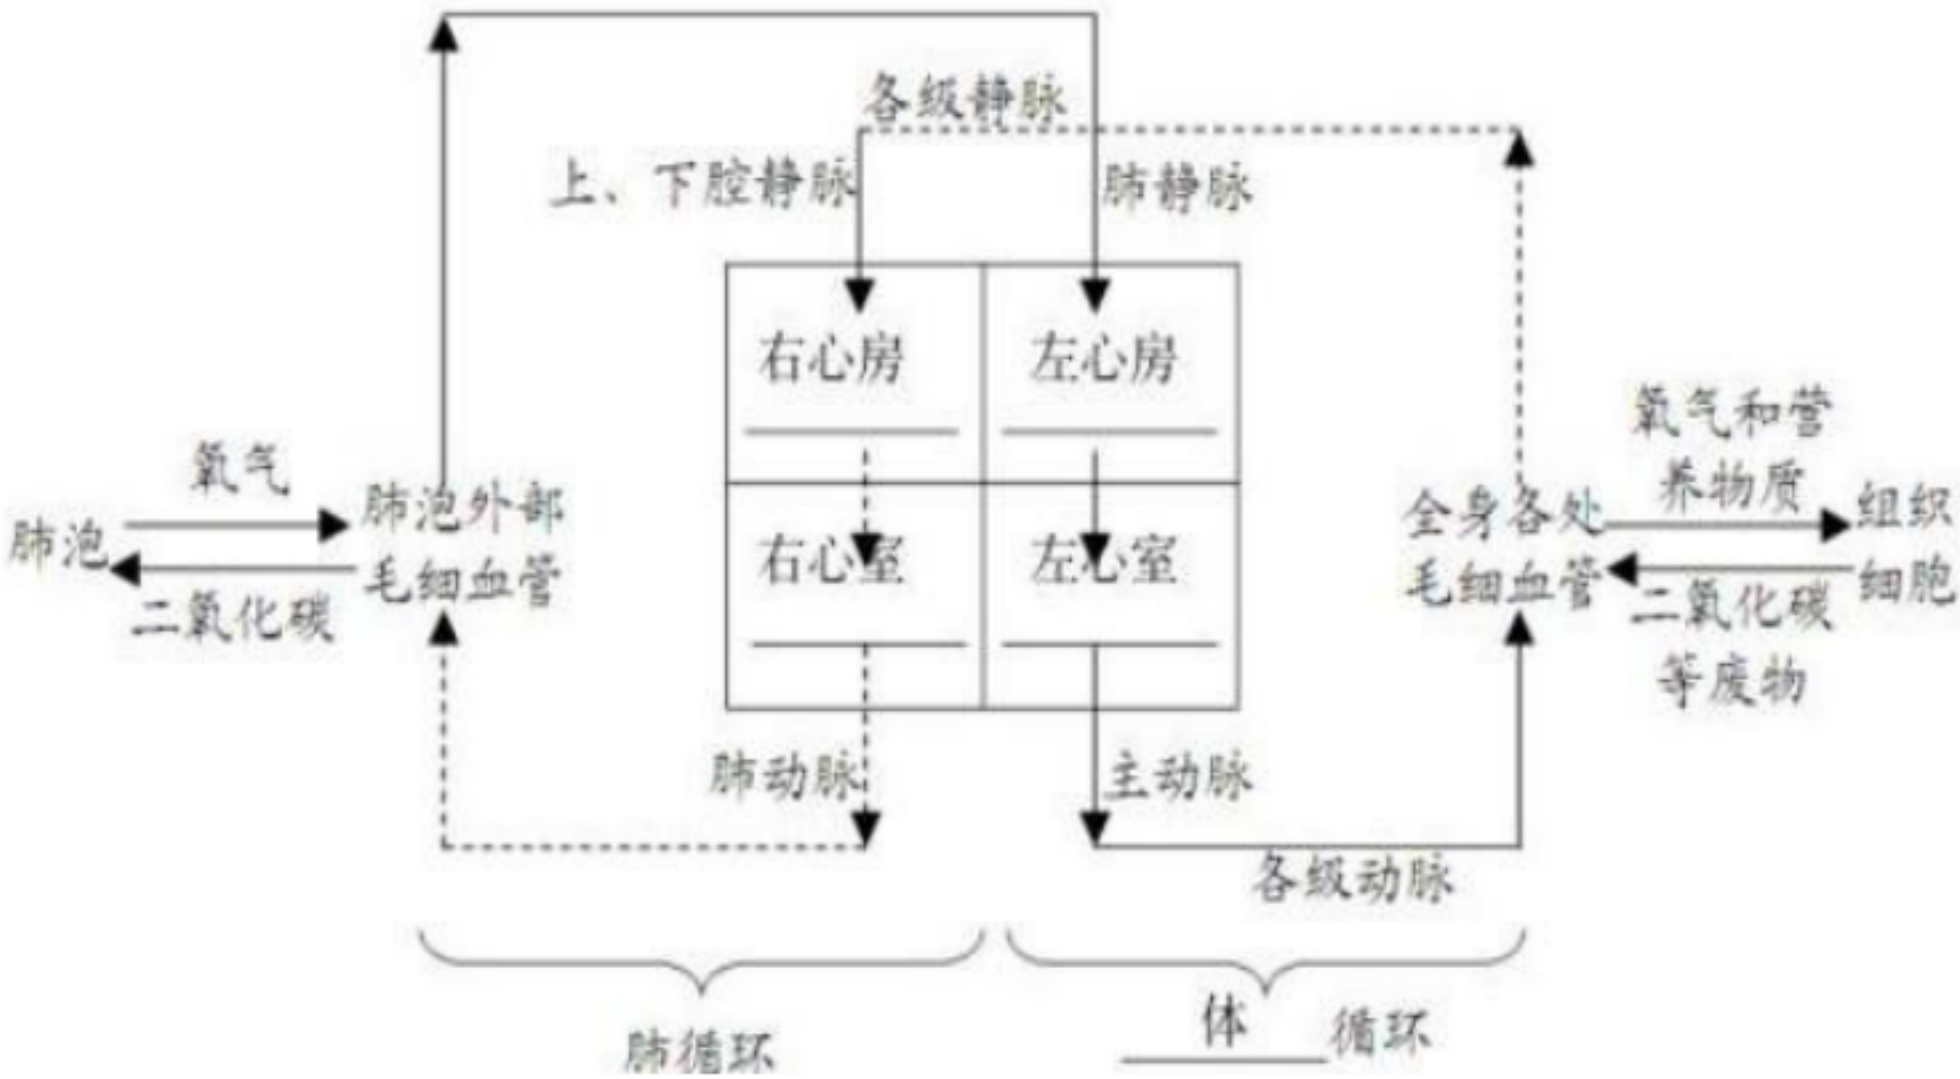 各级静脉
上、下腔静脉
肺静脉
右心房
左心房
氧气
肺泡
二氧化碳
肺泡外部
毛细血管
右心室
左心室
全身各处
毛细血管
氧气和营
养物质
组织
细胞
二氧化碳
等废物
肺动脉
主动脉
各级动脉
肺循环
体 循环